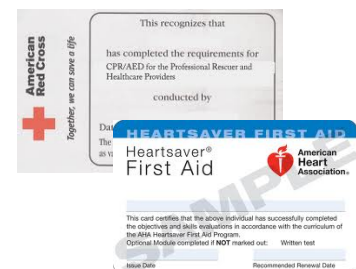 American
Red Cross
Together, we can save a life
This recognizes that
has completed the requirements for
CPR/AED for the Professional Rescuer and
Healthcare Providers
conducted by
Dat
The
as va
HEARTSAVER FIRST AID
Heartsaver®
First Aid
American
Heart
Association®
SAMPLE
This card certifies that the above individual has successfully completed
the objectives and skills evaluations in accordance with the curriculum of
the AHA Heartsaver First Aid Program.
Optional Module completed if NOT marked out: Written test
Issue Date
Recommended Renewal Date